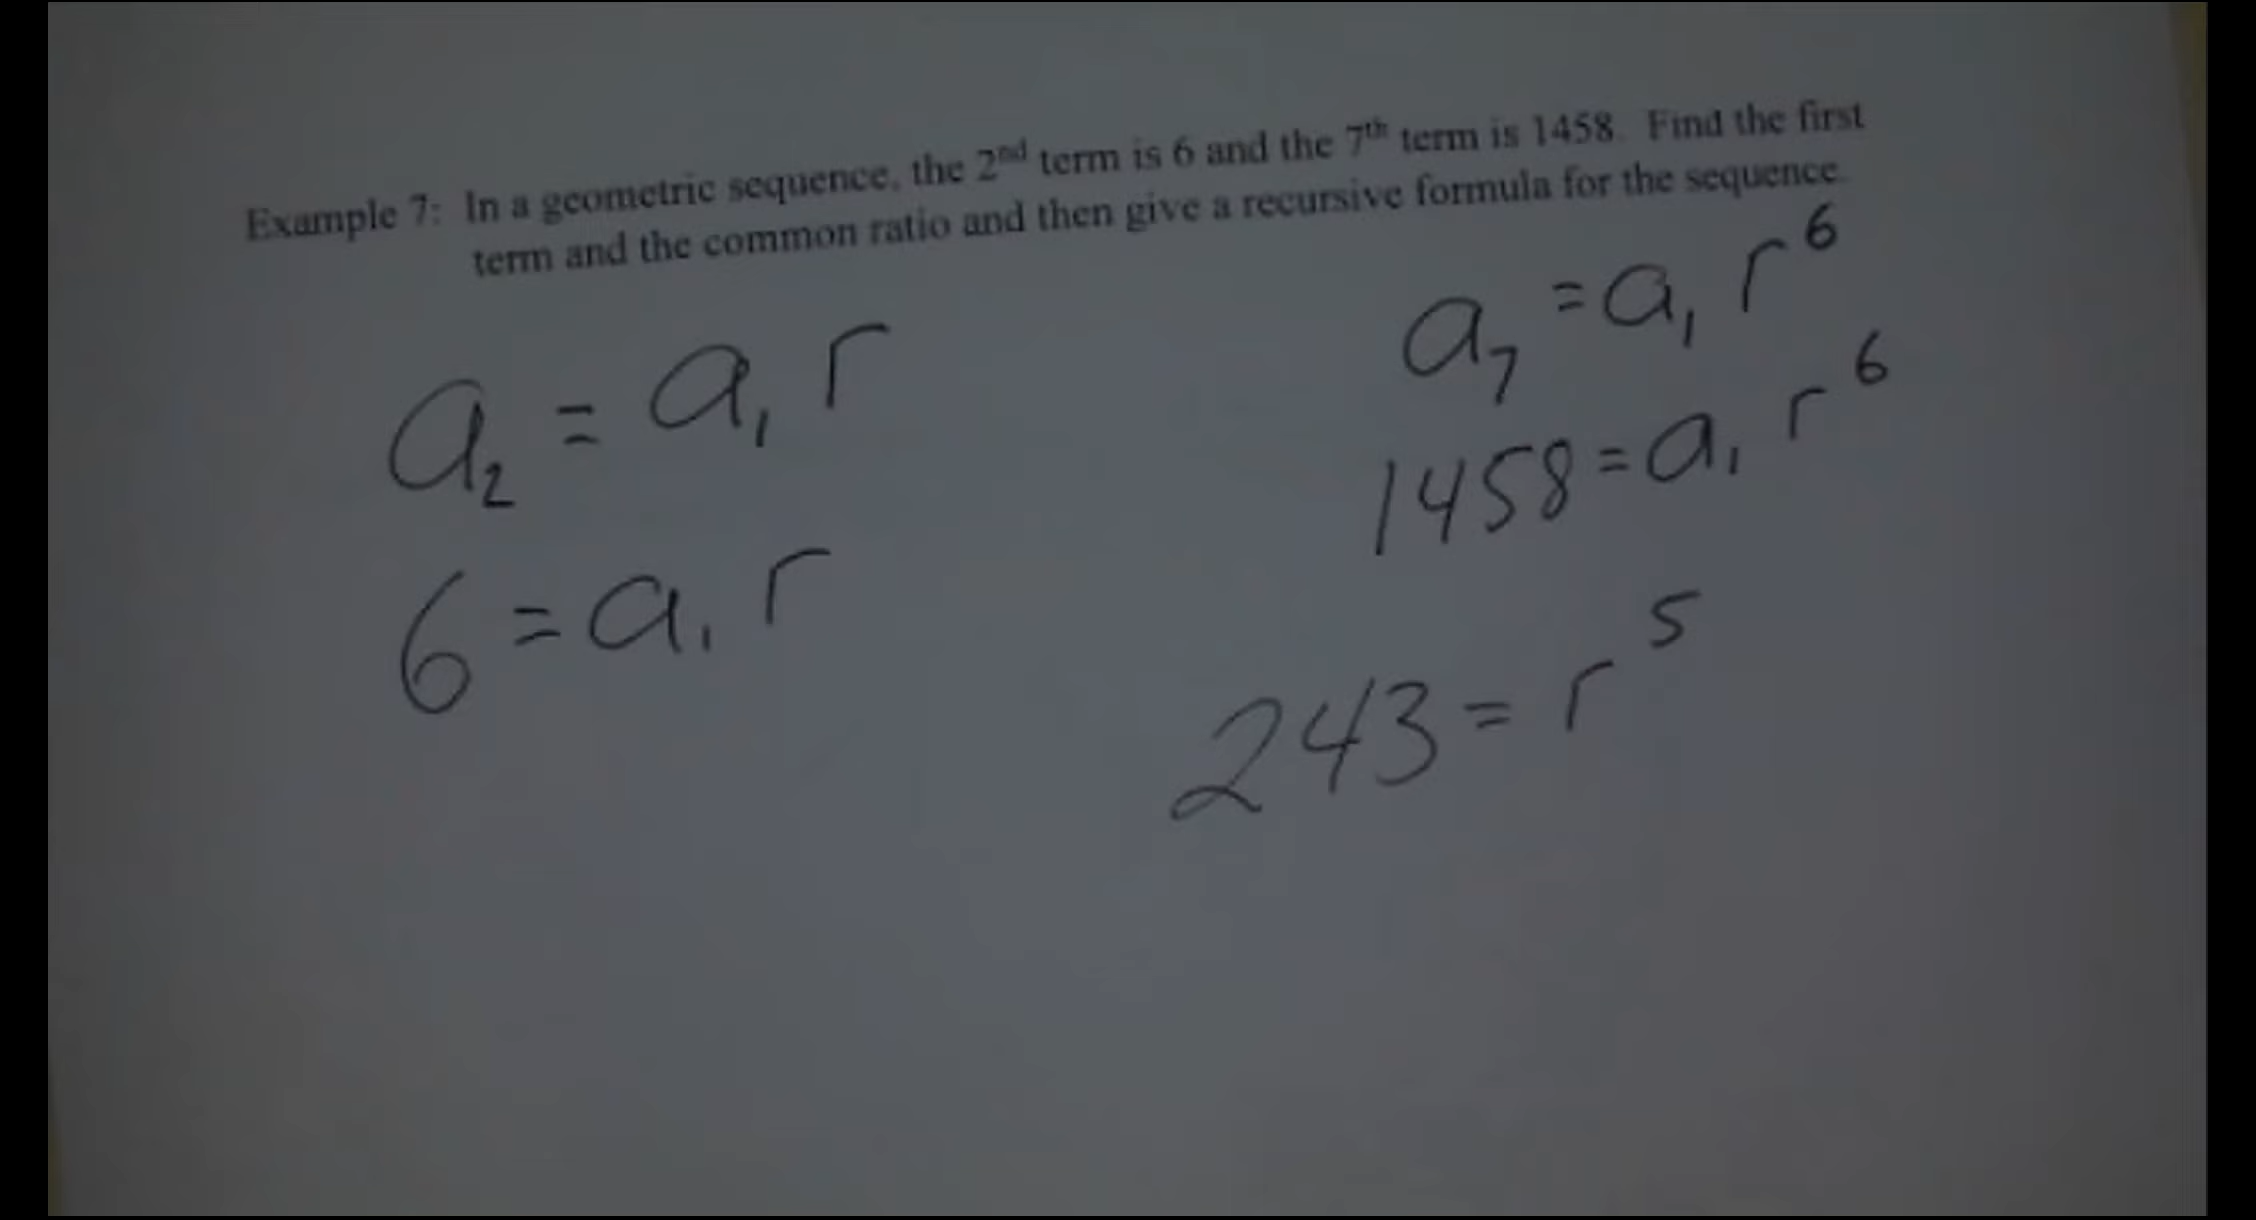 Example 7: In a geometric sequence, the 2nd term is 6 and the 7th term is 1458. Find the first
term and the common ratio and then give a recursive formula for the sequence.
a₂ = a₁ r
a₇ = a₁ r⁶
1458 = a₁ r⁶
6 = a₁ r
243 = r⁵